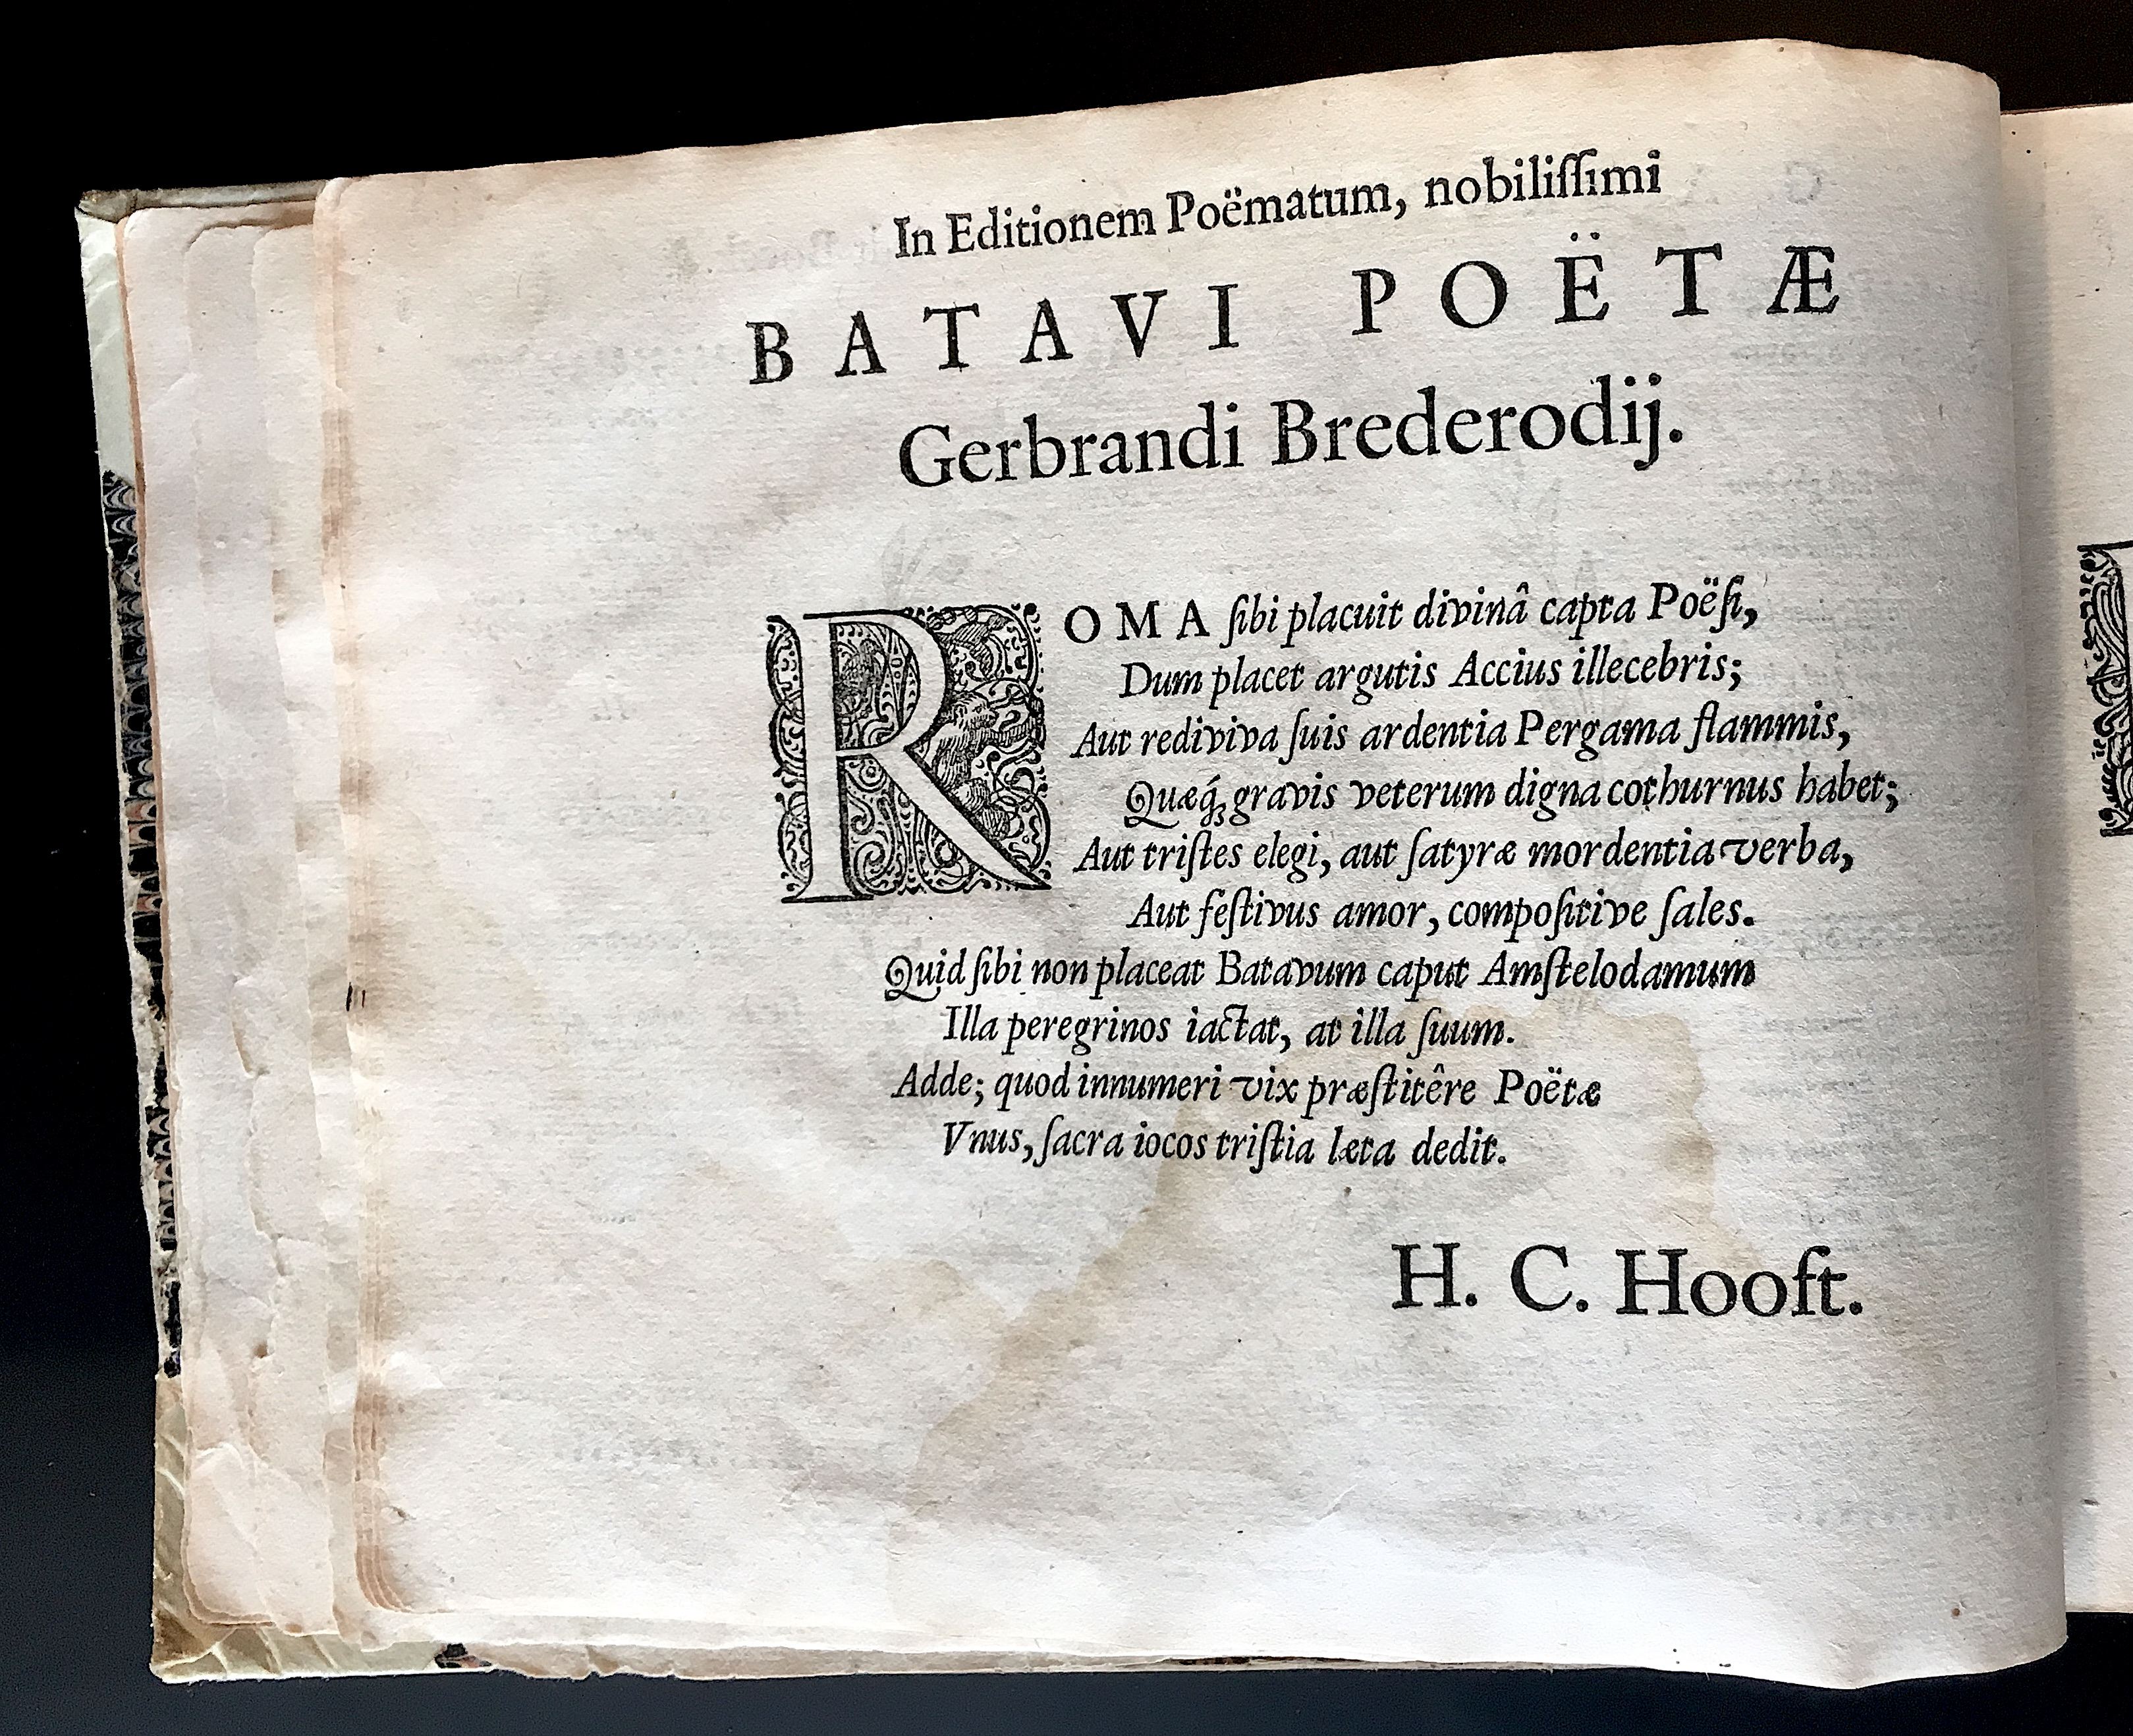 In Editionem Poëmatum, nobiliſſimi
BATAVI POËTÆ
Gerbrandi Brederodij.
ROMA ſibi placuit divinâ capta Poëſi,
Dum placet argutis Accius illecebris;
Aut rediviva ſuis ardentia Pergama flammis,
Quæq́ꝫ gravis veterum digna cothurnus habet;
Aut triſtes elegi, aut ſatyræ mordentia verba,
Aut feſtivus amor, compoſitive ſales.
Quid ſibi non placeat Batavum caput Amſtelodamum
Illa peregrinos iactat, at illa ſuum.
Adde; quod innumeri vix præſtitêre Poëtæ
Vnus, ſacra iocos triſtia læta dedit.
H. C. Hooft.